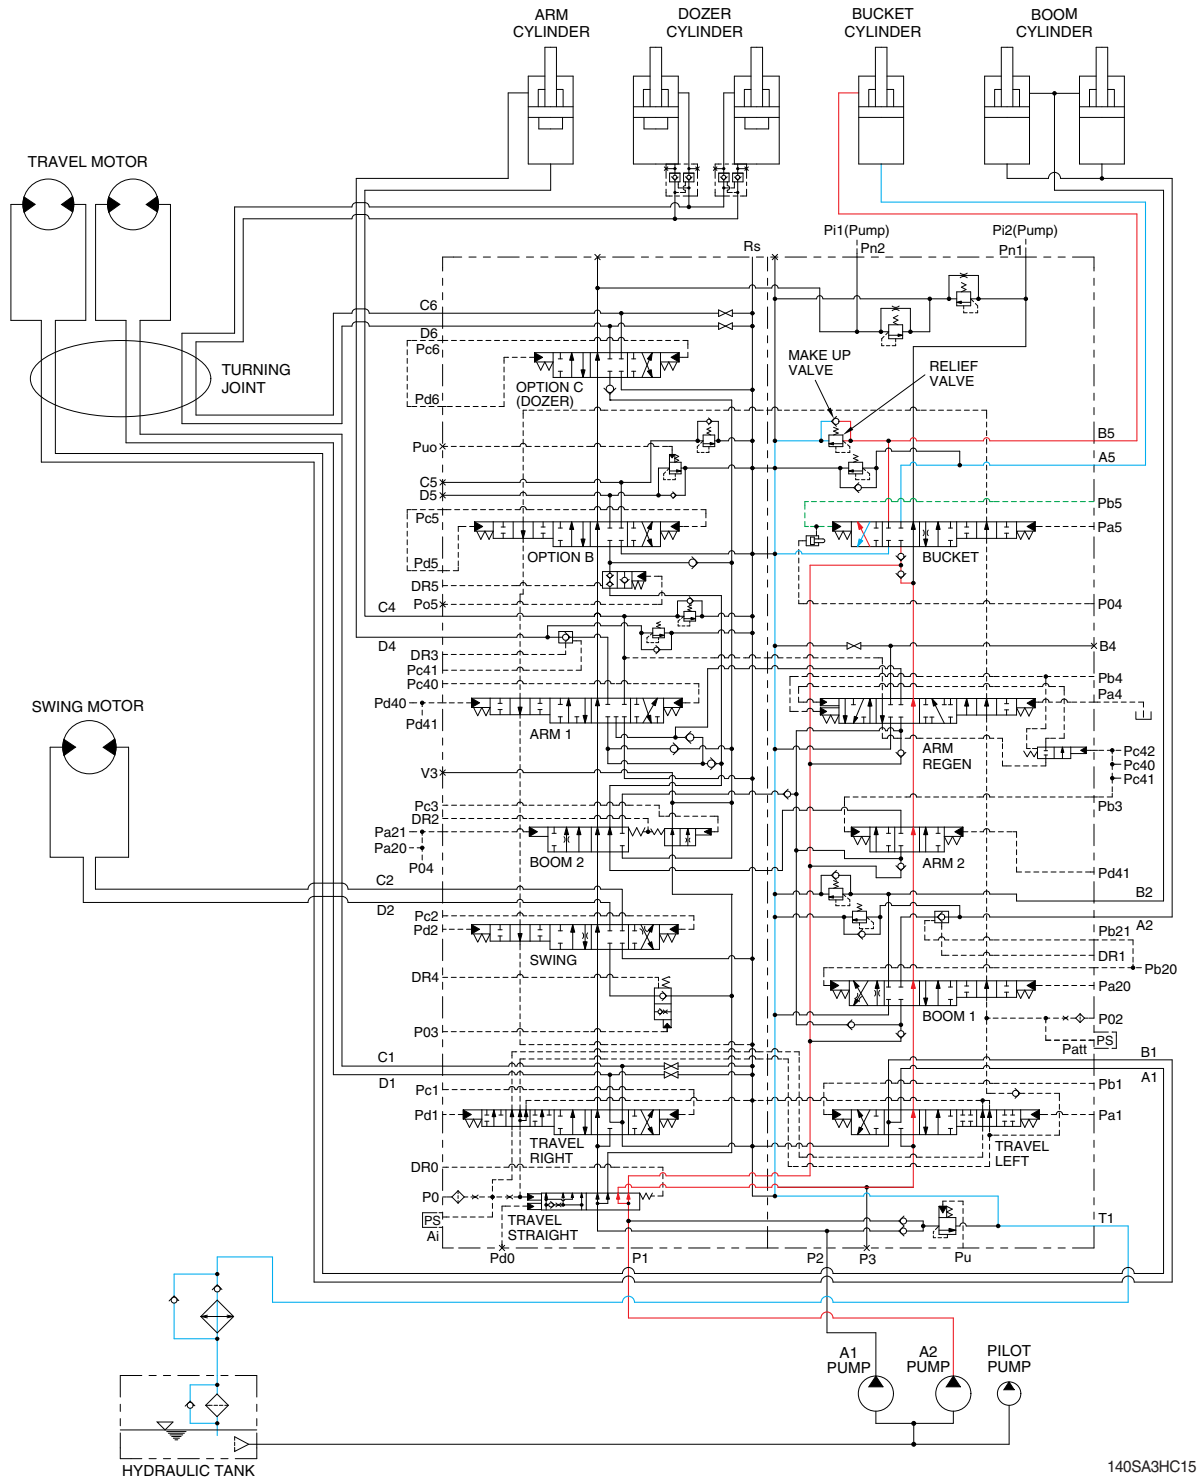 ARM
CYLINDER
DOZER
CYLINDER
BUCKET
CYLINDER
BOOM
CYLINDER
TRAVEL MOTOR
TURNING
JOINT
SWING MOTOR
Rs
Pi1(Pump)
Pn2
Pi2(Pump)
Pn1
C6
D6
Pc6
Pd6
OPTION C
(DOZER)
MAKE UP
VALVE
RELIEF
VALVE
Puo
C5
D5
Pc5
Pd5
OPTION B
B5
A5
Pb5
Pa5
BUCKET
DR5
Po5
P04
C4
D4
DR3
Pc41
Pc40
Pd40
Pd41
ARM 1
B4
Pb4
Pa4
ARM
REGEN
Pc42
Pc40
Pc41
Pb3
V3
Pc3
DR2
Pa21
Pa20
P04
BOOM 2
ARM 2
Pd41
C2
D2
Pc2
Pd2
SWING
B2
A2
Pb21
DR1
Pb20
Pa20
BOOM 1
DR4
P03
P02
PS
Patt
C1
D1
Pc1
Pd1
TRAVEL
RIGHT
B1
A1
Pb1
Pa1
TRAVEL
LEFT
DR0
P0
PS
Ai
TRAVEL
STRAIGHT
Pd0
P1
P2
P3
Pu
T1
A1
PUMP
A2
PUMP
PILOT
PUMP
HYDRAULIC TANK
140SA3HC15